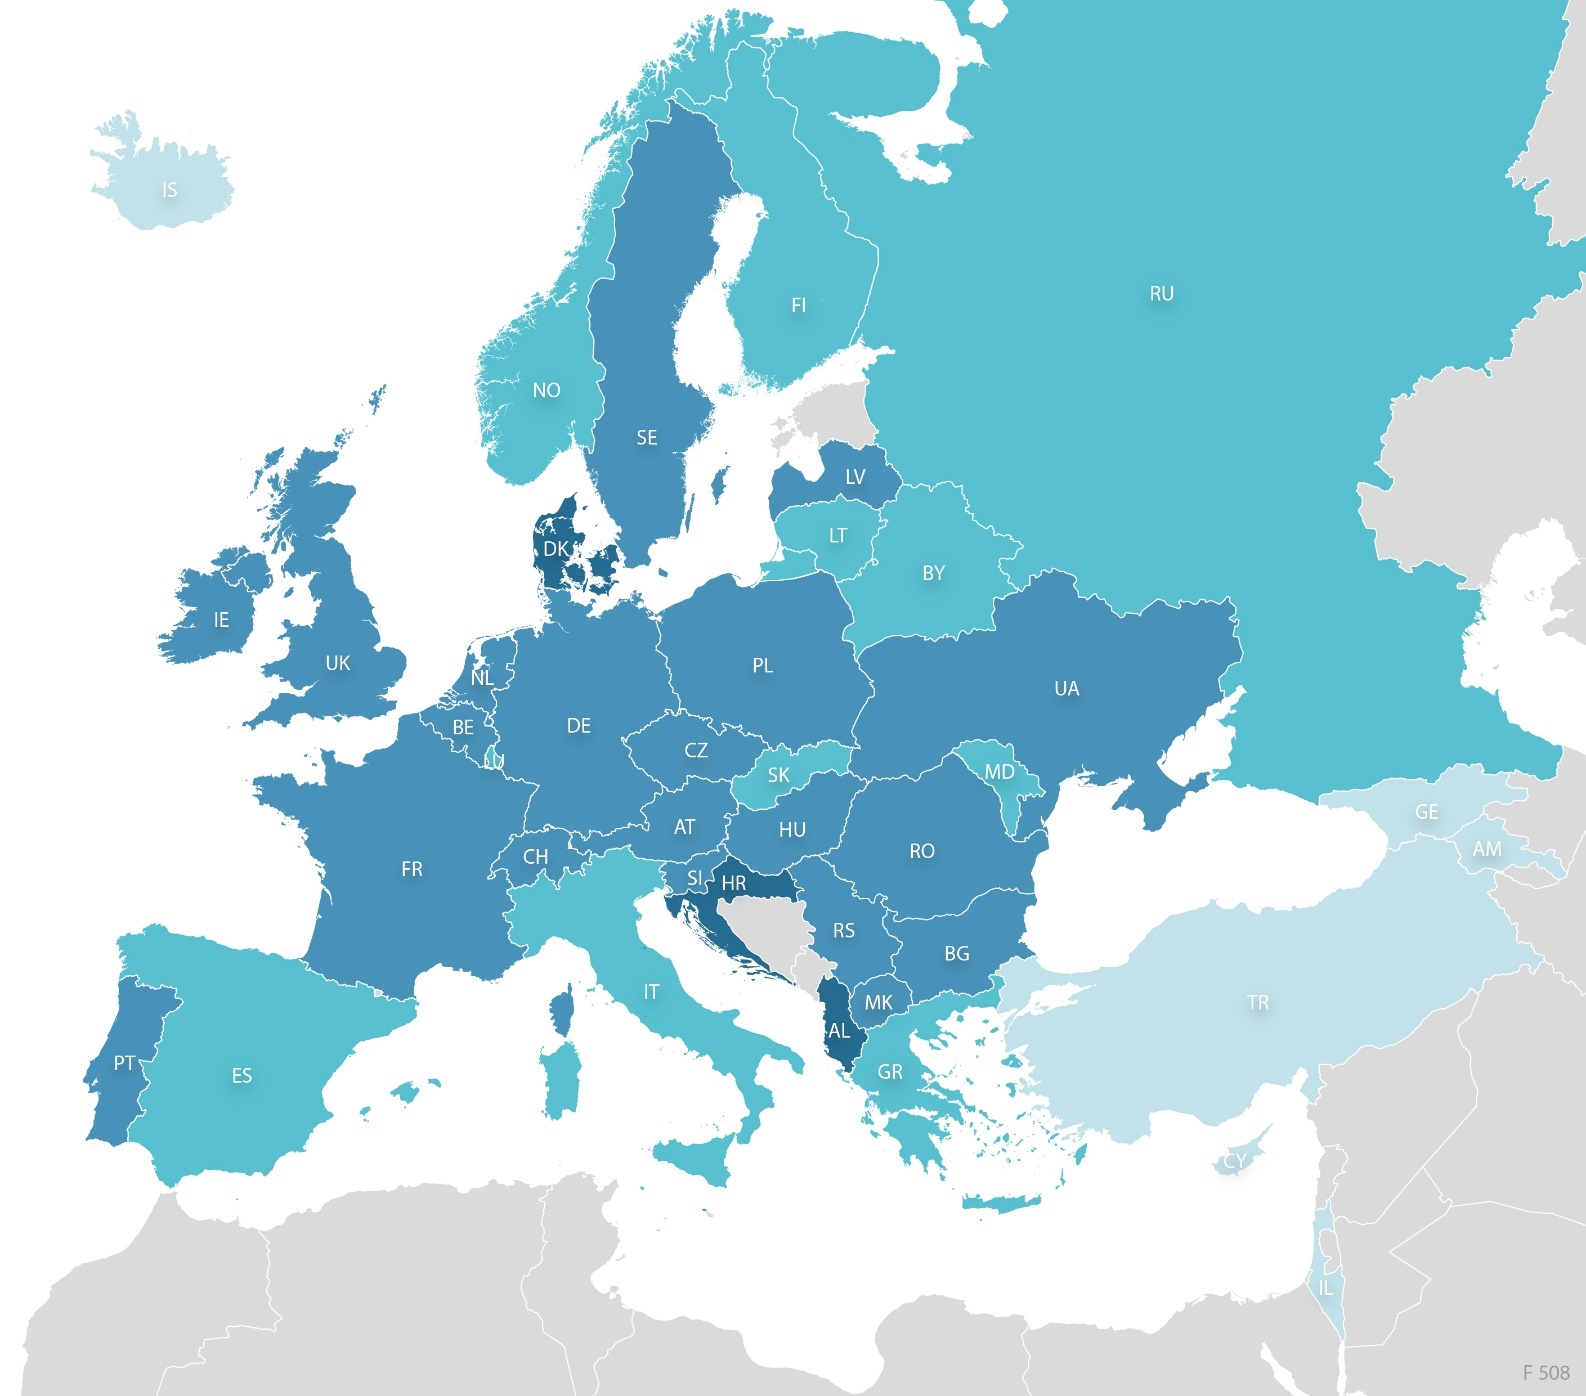 IS
RU
FI
NO
SE
LV
LT
DK
BY
IE
UK
PL
NL
UA
DE
BE
CZ
LU
MD
SK
GE
AT
HU
AM
RO
CH
FR
SI
HR
RS
BG
IT
MK
TR
AL
PT
GR
ES
CY
IL
F 508